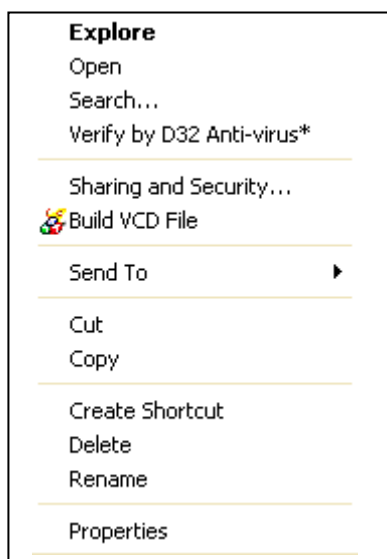 Explore
Open
Search...
Verify by D32 Anti-virus*
Sharing and Security...
Build VCD File
Send To
Cut
Copy
Create Shortcut
Delete
Rename
Properties